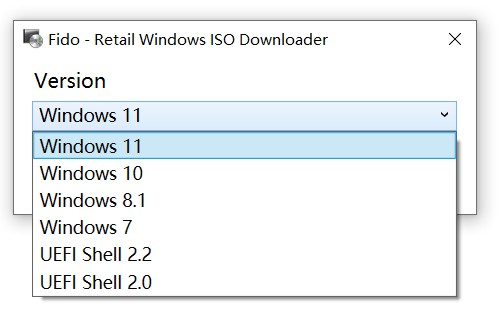 Fido - Retail Windows ISO Downloader
Version
Windows 11
Windows 11
Windows 10
Windows 8.1
Windows 7
UEFI Shell 2.2
UEFI Shell 2.0